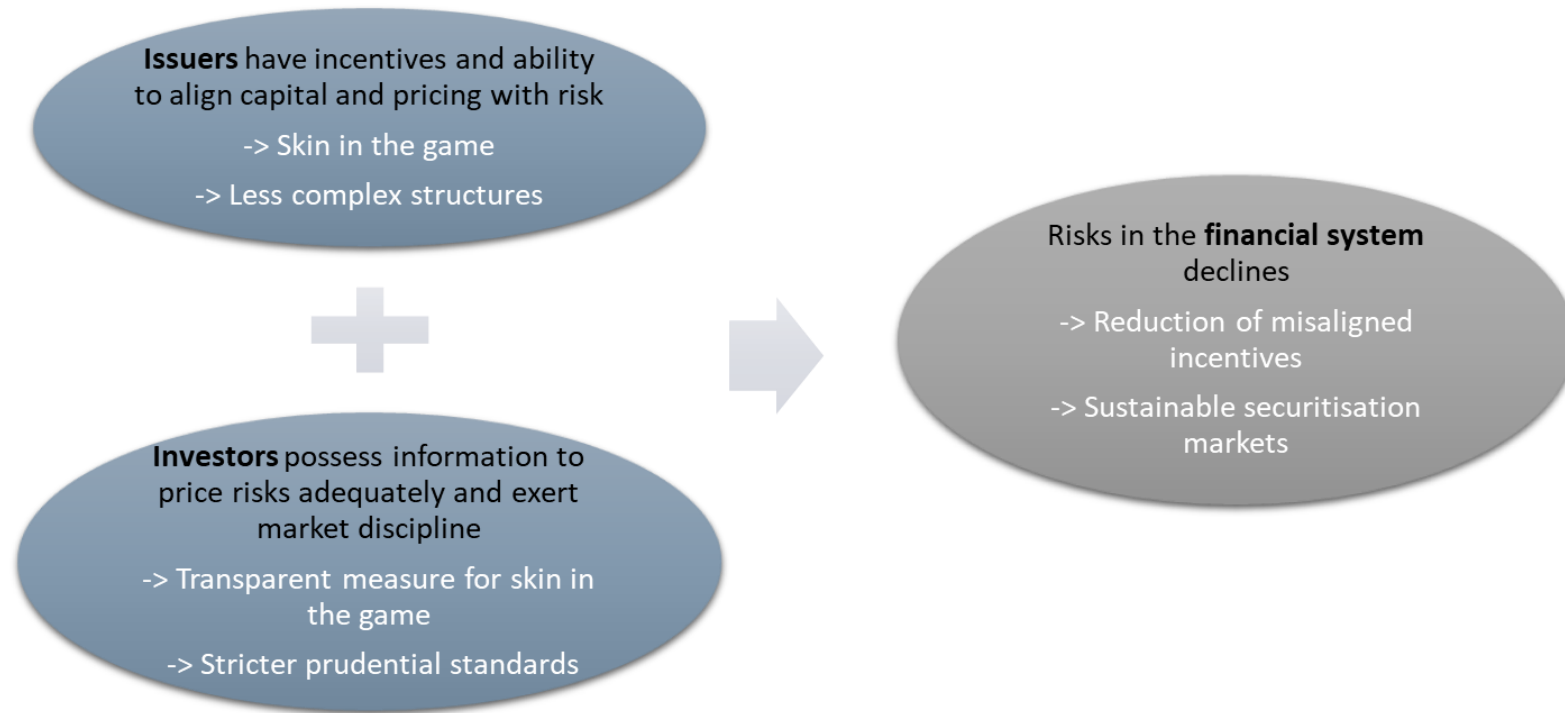 Issuers have incentives and ability
to align capital and pricing with risk
-> Skin in the game
-> Less complex structures
Investors possess information to
price risks adequately and exert
market discipline
-> Transparent measure for skin in
the game
-> Stricter prudential standards
Risks in the financial system
declines
-> Reduction of misaligned
incentives
-> Sustainable securitisation
markets